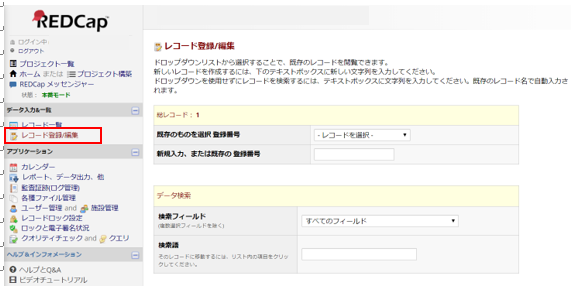 REDCap
ログイン中:
ログアウト
プロジェクト一覧
ホーム または プロジェクト構築
REDCap メッセンジャー
状態： 本番モード
データ入力&一覧
レコード一覧
レコード登録/編集
アプリケーション
カレンダー
レポート、データ出力、他
監査証跡(ログ管理)
各種ファイル管理
ユーザー管理 and 施設管理
レコードロック設定
ロックと電子署名状況
クオリティチェック and クエリ
ヘルプ&インフォメーション
ヘルプとQ&A
ビデオチュートリアル
レコード登録/編集
ドロップダウンリストから選択することで、既存のレコードを閲覧できます。
新しいレコードを作成するには、下のテキストボックスに新しい文字列を入力してください。
ドロップダウンを使用せずにレコードを検索するには、テキストボックスに文字列を入力してください。既存のレコード名で自動入力さ
れます。
総レコード：1
既存のものを選択 登録番号
- レコードを選択 -
新規入力、または既存の 登録番号
データ検索
検索フィールド
(複数選択フィールドを除く)
すべてのフィールド
検索語
そのレコードに移動するには、リスト内の項目をクリッ
クしてください。